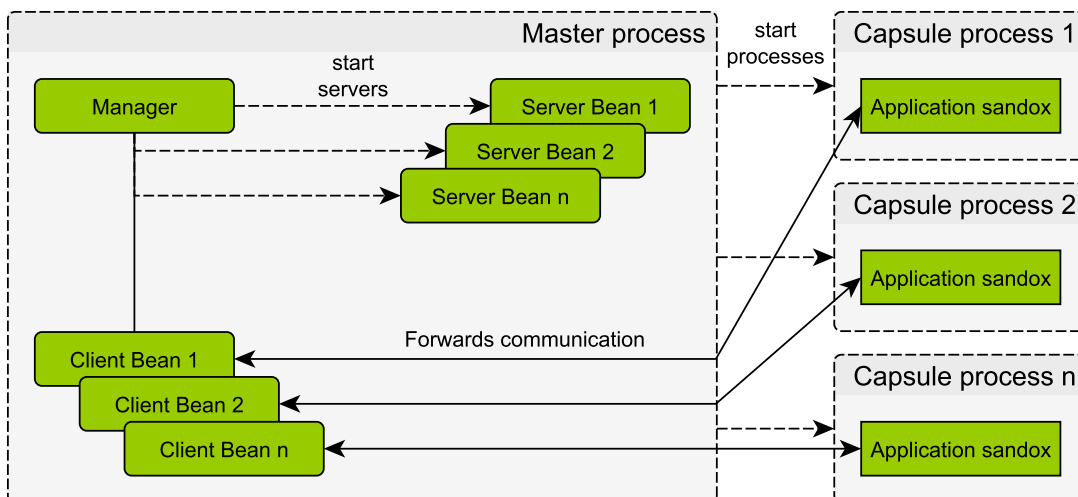 Master process
start
processes
Capsule process 1
start
servers
Manager
Server Bean 1
Application sandox
Server Bean 2
Server Bean n
Capsule process 2
Application sandox
Forwards communication
Client Bean 1
Capsule process n
Client Bean 2
Client Bean n
Application sandox